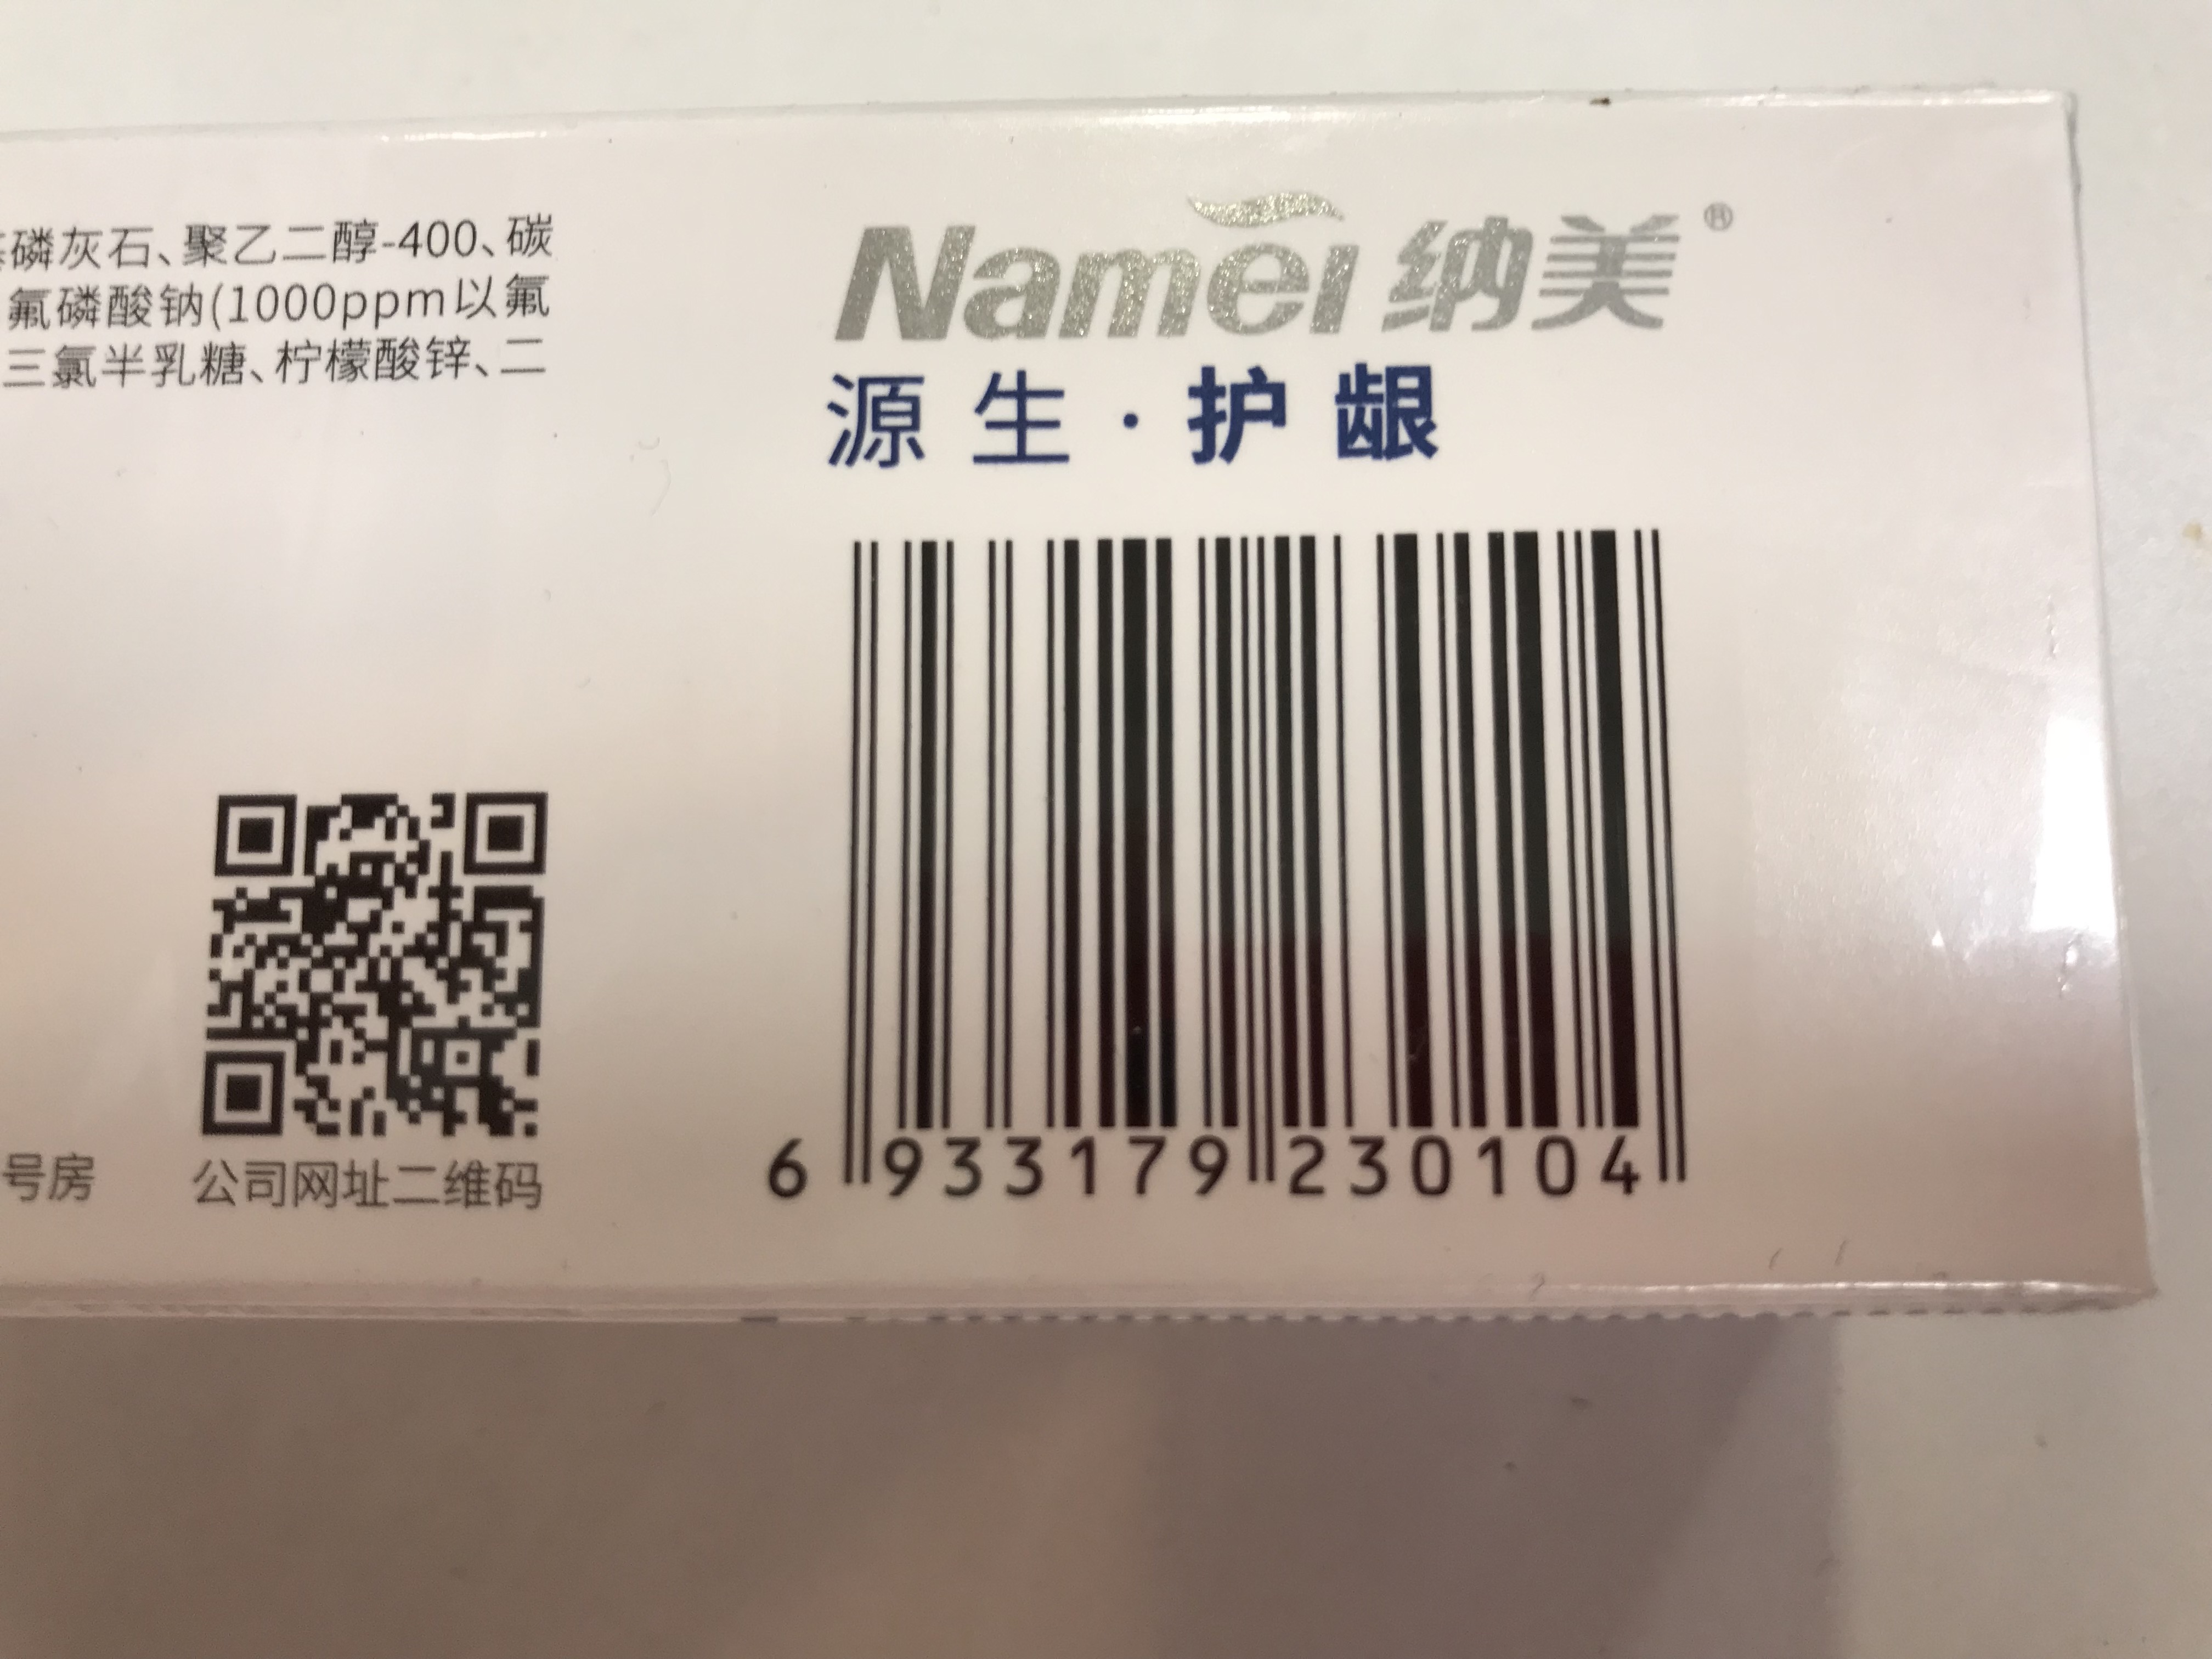 磷灰石、聚乙二醇-400、碳
氟磷酸钠(1000ppm以氟
三氯半乳糖、柠檬酸锌、二
Namei 纳美®
源生·护龈
号房
公司网址二维码
6 933179 230104